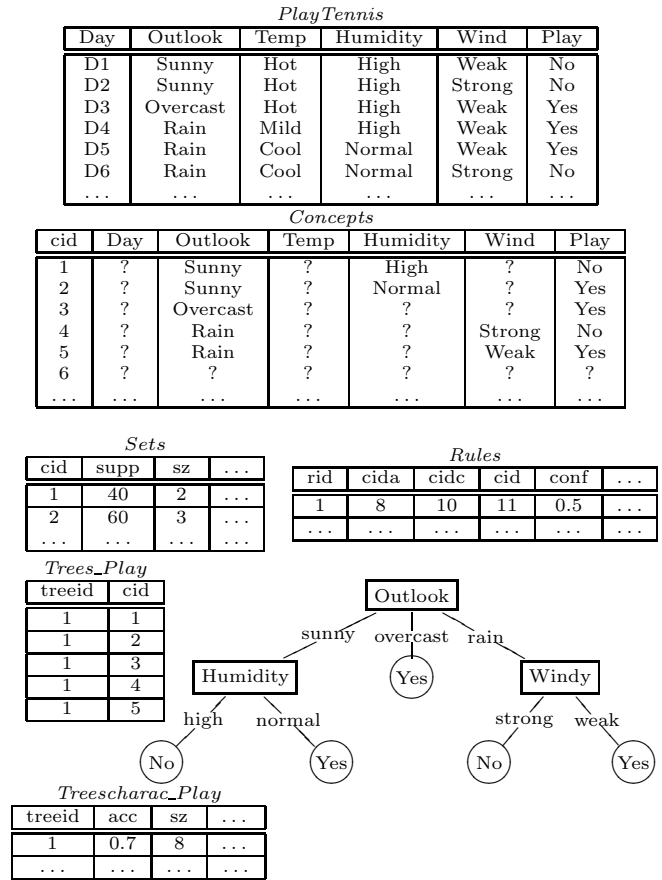 PlayTennis
Day Outlook Temp Humidity Wind Play
D1 Sunny Hot High Weak No
D2 Sunny Hot High Strong No
D3 Overcast Hot High Weak Yes
D4 Rain Mild High Weak Yes
D5 Rain Cool Normal Weak Yes
D6 Rain Cool Normal Strong No
... ... ... ... ... ...
Concepts
cid Day Outlook Temp Humidity Wind Play
1 ? Sunny ? High ? No
2 ? Sunny ? Normal ? Yes
3 ? Overcast ? ? ? Yes
4 ? Rain ? ? Strong No
5 ? Rain ? ? Weak Yes
6 ? ? ? ? ? ?
... ... ... ... ... ... ...
Sets
cid supp sz ...
1 40 2 ...
2 60 3 ...
... ... ... ...
Rules
rid cida cidc cid conf ...
1 8 10 11 0.5 ...
... ... ... ... ... ...
Trees_Play
treeid cid
1 1
1 2
1 3
1 4
1 5
Outlook
sunny overcast rain
Humidity Yes Windy
high normal strong weak
No Yes No Yes
Treescharac_Play
treeid acc sz ...
1 0.7 8 ...
... ... ... ...